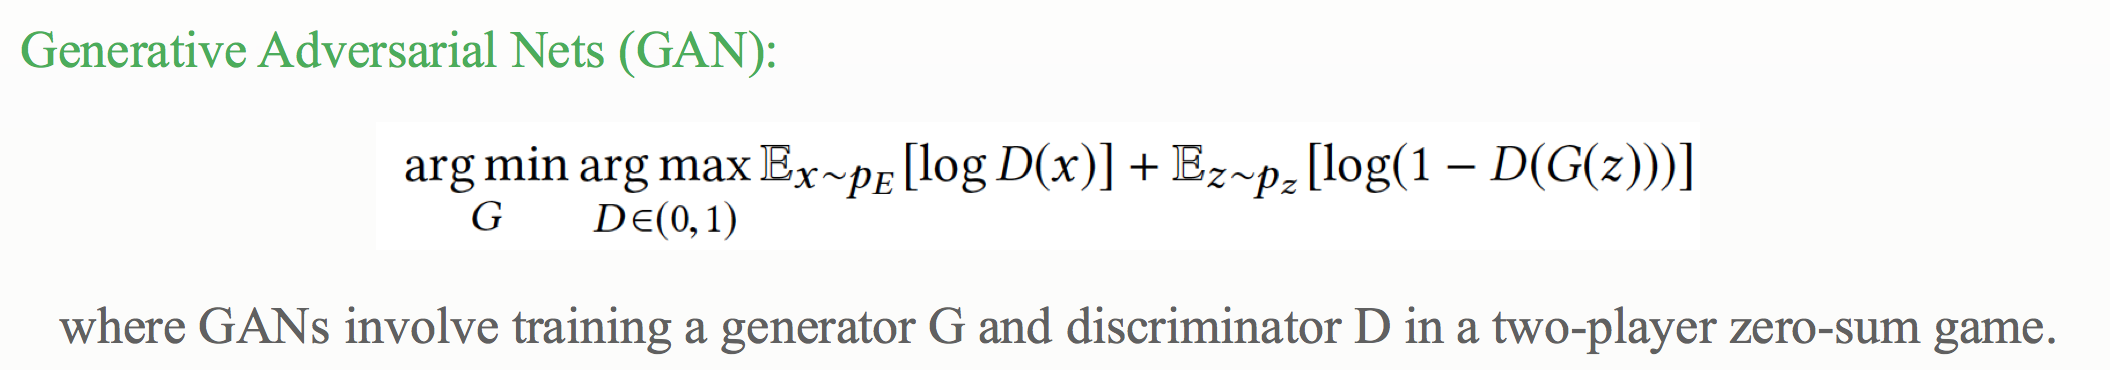 Generative Adversarial Nets (GAN):
arg min arg max 𝔼x∼pE[log D(x)] + 𝔼z∼pz[log(1 − D(G(z)))]
G D∈(0,1)
where GANs involve training a generator G and discriminator D in a two-player zero-sum game.